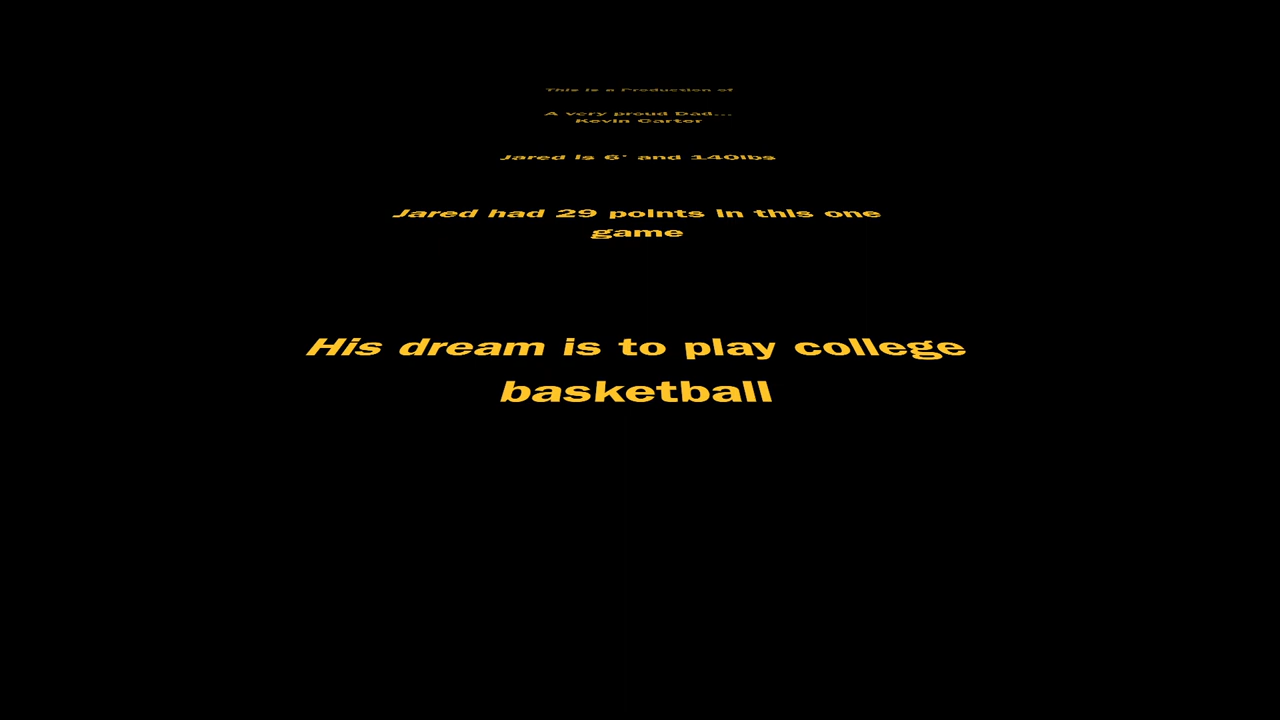 This is a Production of
A very proud Dad...
Kevin Carter
Jared is 6' and 140lbs
Jared had 29 points in this one
game
His dream is to play college
basketball